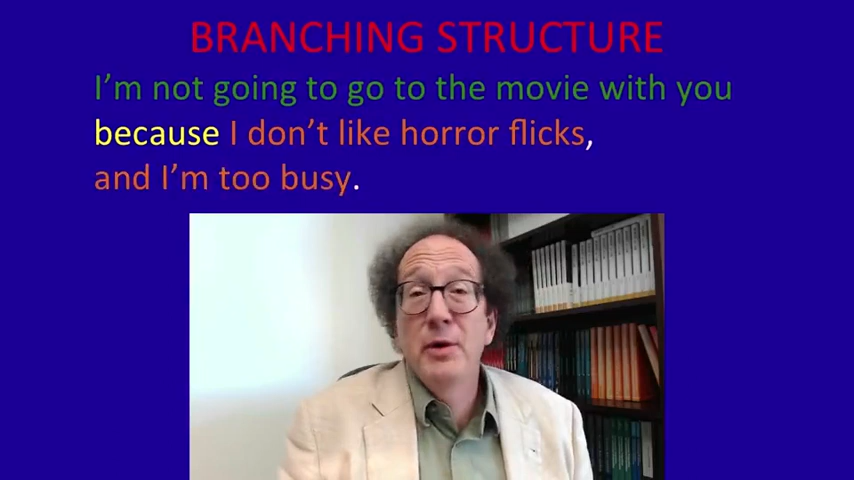 BRANCHING STRUCTURE
I’m not going to go to the movie with you
because I don’t like horror flicks,
and I’m too busy.